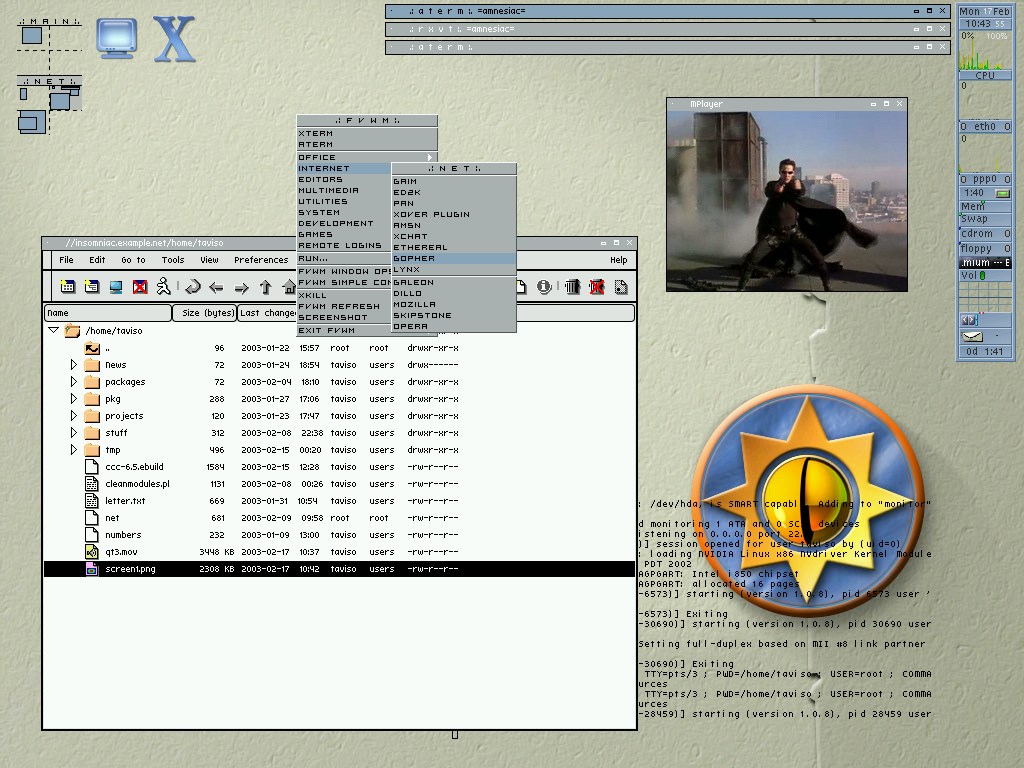 .: M A I N :.
.: N E T :.
.: a t e r m :. =amnesiac=
.: r x v t :. =amnesiac=
.: a t e r m :.
Mon 17 Feb
10:43 55
0% 100%
CPU
0
0 eth0 0
0
0 ppp0 0
1:40
Mem
Swap
cdrom
floppy
.mium --- E
Vol
0d 1:41
MPlayer
.: F V W M :.
XTERM
ATERM
OFFICE
INTERNET
EDITORS
MULTIMEDIA
UTILITIES
SYSTEM
DEVELOPMENT
GAMES
REMOTE LOGINS
RUN...
FVWM WINDOW OPS
FVWM SIMPLE CON
XKILL
FVWM REFRESH
SCREENSHOT
EXIT FVWM
.: N E T :.
GAIM
ED2K
PAN
XOVER PLUGIN
AMSN
XCHAT
ETHEREAL
GOPHER
LYNX
GALEON
DILLO
MOZILLA
SKIPSTONE
OPERA
//insomniac.example.net/home/taviso
File Edit Go to Tools View Preferences Help
Name Size (bytes) Last change
/home/taviso
.. 96 2003-01-22 15:57 root root drwxr-xr-x
News 72 2003-01-24 18:54 taviso users drwx------
packages 72 2003-02-04 18:10 taviso users drwxr-xr-x
pkg 288 2003-01-27 17:06 taviso users drwxr-xr-x
projects 120 2003-01-23 17:47 taviso users drwxr-xr-x
stuff 312 2003-02-08 22:38 taviso users drwxr-xr-x
tmp 496 2003-02-15 00:20 taviso users drwxr-xr-x
ccc-6.5.ebuild 1584 2003-02-15 12:28 taviso users -rw-r--r--
cleanmodules.pl 1131 2003-02-08 00:26 taviso users -rw-r--r--
letter.txt 669 2003-01-31 10:54 taviso users -rw-r--r--
net 681 2003-02-09 09:58 root root -rw-r--r--
numbers 232 2003-01-09 13:00 taviso users -rw-r--r--
qt3.mov 3448 KB 2003-02-17 10:37 taviso users -rw-r--r--
screen1.png 2308 KB 2003-02-17 10:42 taviso users -rw-r--r--
: /dev/hda, is SMART capable. Adding to "monitor"
d monitoring 1 ATA and 0 SCSI devices
istening on 0.0.0.0 port 22.
)] session opened for user taviso by (uid=0)
: loading NVIDIA Linux x86 nvdriver Kernel Module
PDT 2002
AGPGART: Intel i850 chipset
AGPGART: allocated 16 pages
-6573)] starting (version 1.0.8), pid 6573 user '
-6573)] Exiting
-30690)] starting (version 1.0.8), pid 30690 user
Setting full-duplex based on MII #8 link partner
-30690)] Exiting
TTY=pts/3 ; PWD=/home/taviso ; USER=root ; COMMA
urces
TTY=pts/3 ; PWD=/home/taviso ; USER=root ; COMMA
urces
-28459)] starting (version 1.0.8), pid 28459 user